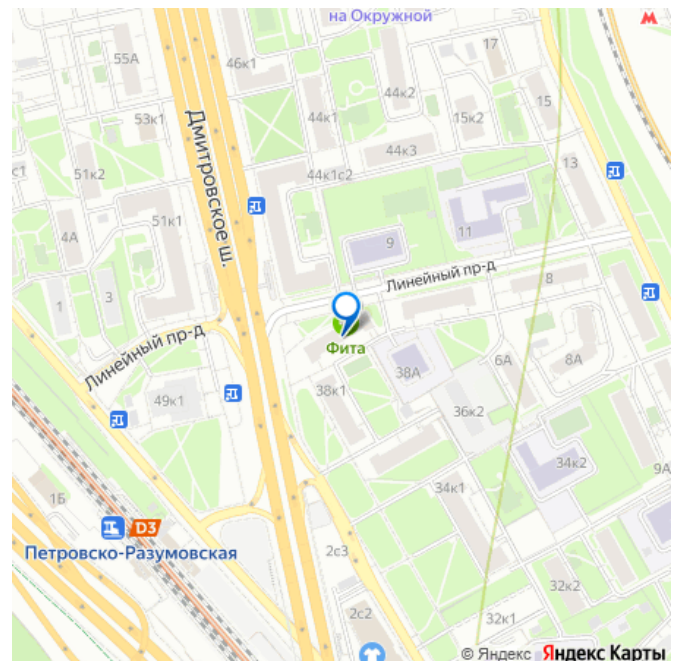 на Окружной
17
55А
46к1
44к2
15
53к1
44к1
15к2
с1
51к2
44к3
13
44к1с2
Дмитровское ш.
51к1
11
4А
9
Линейный пр-д
8
1
3
Фита
Линейный пр-д
38А
6А
8А
49к1
38к1
36к2
34к2
9А
34к1
1Б
D3
Петровско-Разумовская
2с3
32к2
2с2
32к1
© Яндекс Яндекс Карты